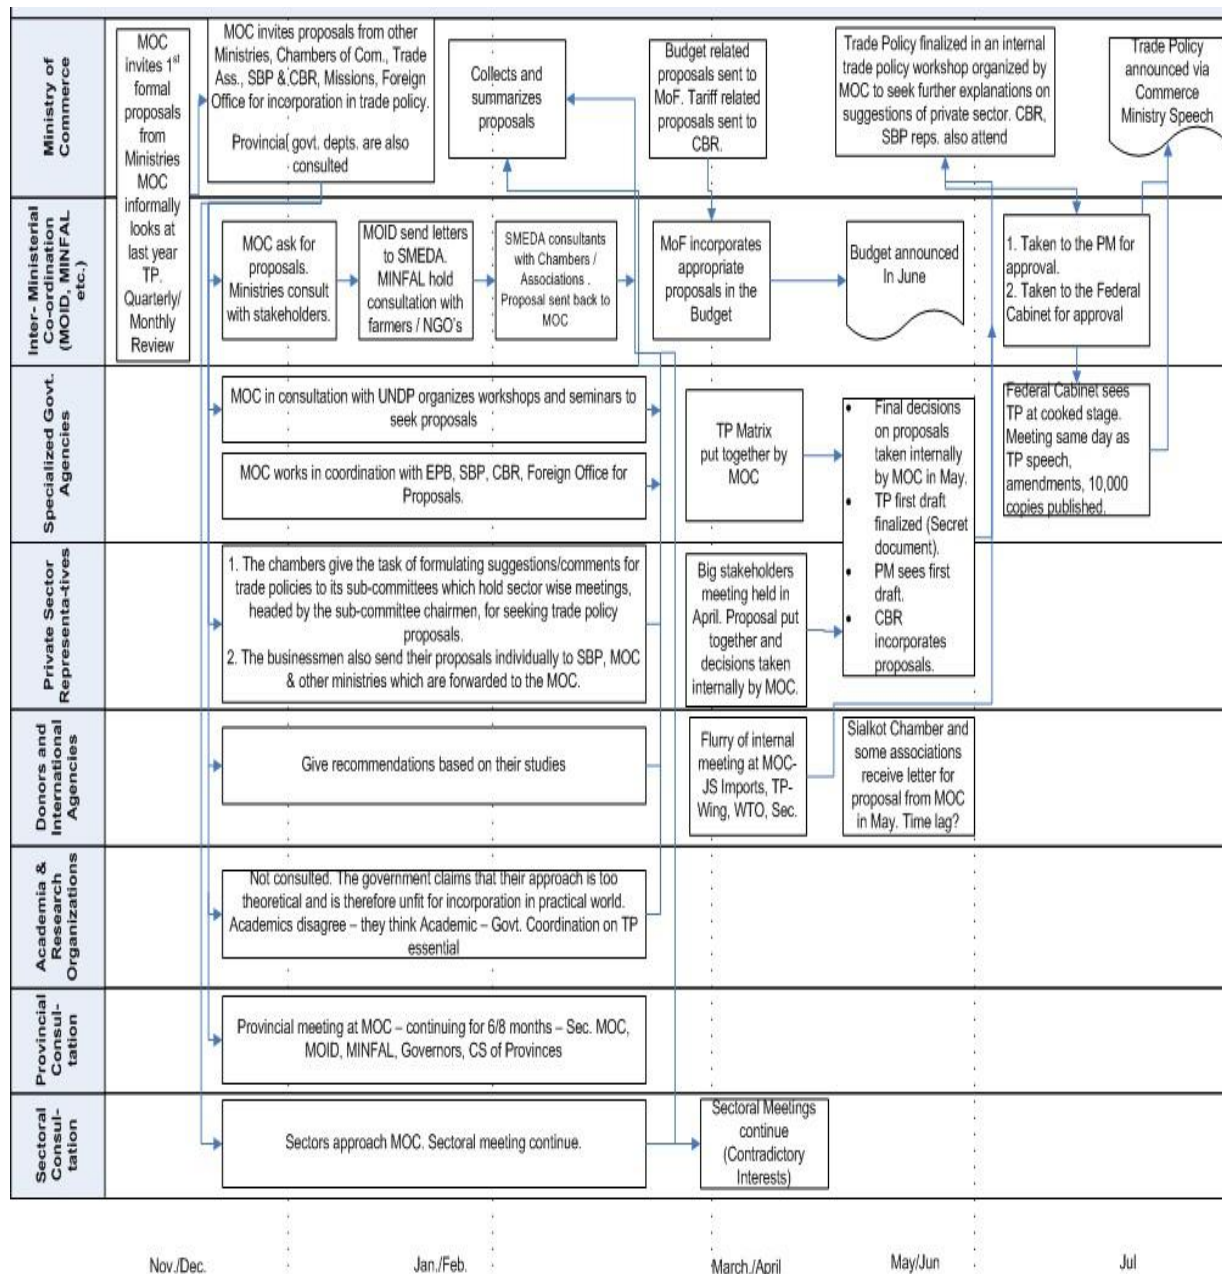 Ministry of
Commerce
MOC
invites 1st
formal
proposals
from
Ministries
MOC
informally
looks at
last year
TP.
Quarterly/
Monthly
Review
MOC invites proposals from other
Ministries, Chambers of Com., Trade
Ass., SBP & CBR, Missions, Foreign
Office for incorporation in trade policy.
Provincial govt. depts. are also
consulted
Collects and
summarizes
proposals
Budget related
proposals sent to
MoF. Tariff related
proposals sent to
CBR.
Trade Policy finalized in an internal
trade policy workshop organized by
MOC to seek further explanations on
suggestions of private sector. CBR,
SBP reps. also attend
Trade Policy
announced via
Commerce
Ministry Speech
Inter- Ministerial
Co-ordination
(MOID, MINFAL
etc.)
MOC ask for
proposals.
Ministries consult
with stakeholders.
MOID send letters
to SMEDA.
MINFAL hold
consultation with
farmers / NGO's
SMEDA consultants
with Chambers /
Associations .
Proposal sent back to
MOC
MoF incorporates
appropriate
proposals in the
Budget
Budget announced
In June
1. Taken to the PM for
approval.
2. Taken to the Federal
Cabinet for approval
Specialized Govt.
Agencies
MOC in consultation with UNDP organizes workshops and seminars to
seek proposals
MOC works in coordination with EPB, SBP, CBR, Foreign Office for
Proposals.
TP Matrix
put together by
MOC
• Final decisions
on proposals
taken internally
by MOC in May.
• TP first draft
finalized (Secret
document).
• PM sees first
draft.
• CBR
incorporates
proposals.
Federal Cabinet sees
TP at cooked stage.
Meeting same day as
TP speech,
amendments, 10,000
copies published.
Private Sector
Representa-tives
1. The chambers give the task of formulating suggestions/comments for
trade policies to its sub-committees which hold sector wise meetings,
headed by the sub-committee chairmen, for seeking trade policy
proposals.
2. The businessmen also send their proposals individually to SBP, MOC
& other ministries which are forwarded to the MOC.
Big stakeholders
meeting held in
April. Proposal put
together and
decisions taken
internally by MOC.
Donors and
International
Agencies
Give recommendations based on their studies
Flurry of internal
meeting at MOC-
JS Imports, TP-
Wing, WTO, Sec.
Sialkot Chamber and
some associations
receive letter for
proposal from MOC
in May. Time lag?
Academia &
Research
Organizations
Not consulted. The government claims that their approach is too
theoretical and is therefore unfit for incorporation in practical world.
Academics disagree – they think Academic – Govt. Coordination on TP
essential
Provincial
Consul-
tation
Provincial meeting at MOC – continuing for 6/8 months – Sec. MOC,
MOID, MINFAL, Governors, CS of Provinces
Sectoral
Consul-
tation
Sectors approach MOC. Sectoral meeting continue.
Sectoral Meetings
continue
(Contradictory
Interests)
Nov./Dec.
Jan./Feb.
March./April
May/Jun
Jul